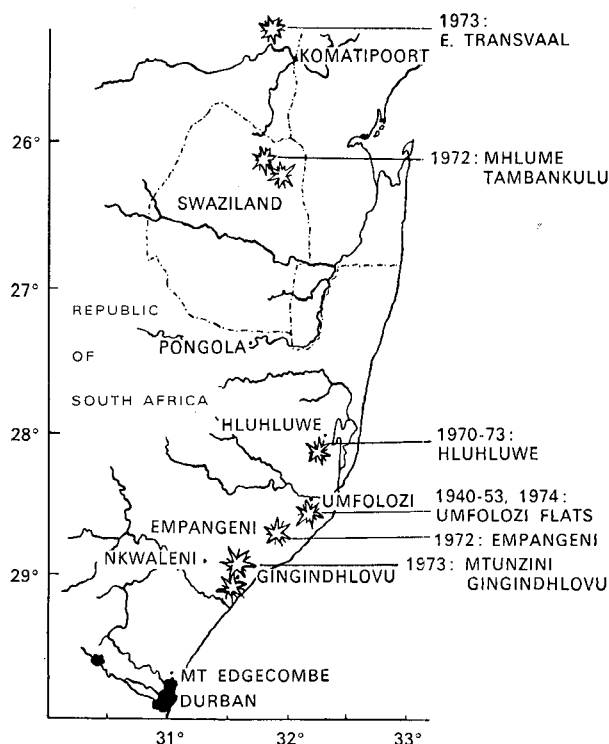 1973:
E. TRANSVAAL
KOMATIPOORT
26°
1972: MHLUME
TAMBANKULU
SWAZILAND
27°
REPUBLIC
PONGOLA
OF
SOUTH AFRICA
HLUHLUWE
28°
1970-73:
HLUHLUWE
UMFOLOZI
1940-53, 1974:
UMFOLOZI FLATS
EMPANGENI
1972: EMPANGENI
NKWALENI
GINGINDHLOVU
1973: MTUNZINI
GINGINDHLOVU
29°
MT EDGECOMBE
DURBAN
31°
32°
33°